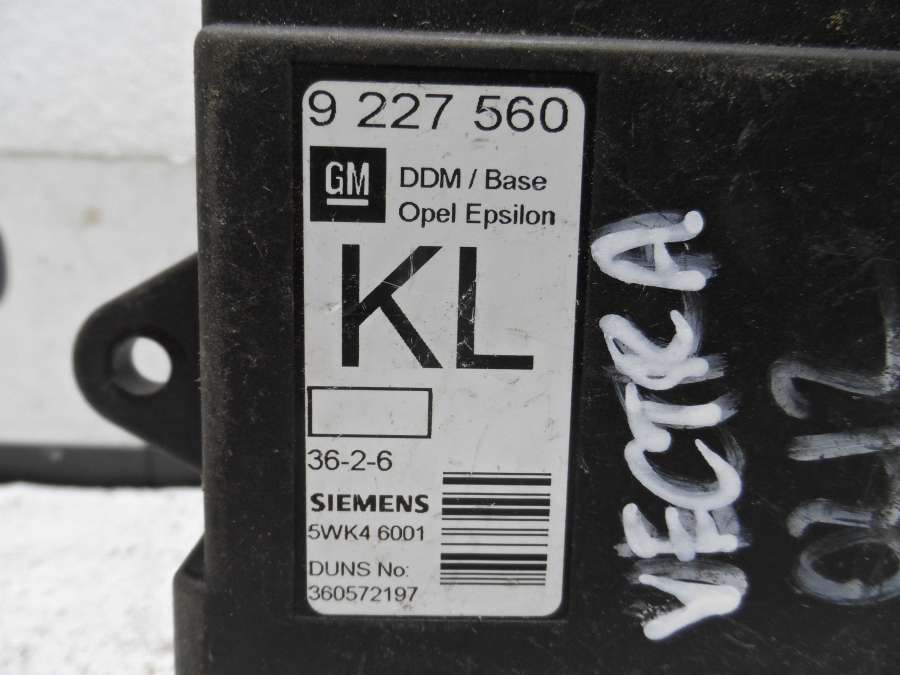 9 227 560
GM
DDM / Base
Opel Epsilon
KL
36-2-6
SIEMENS
5WK4 6001
DUNS No:
360572197
VECTRA